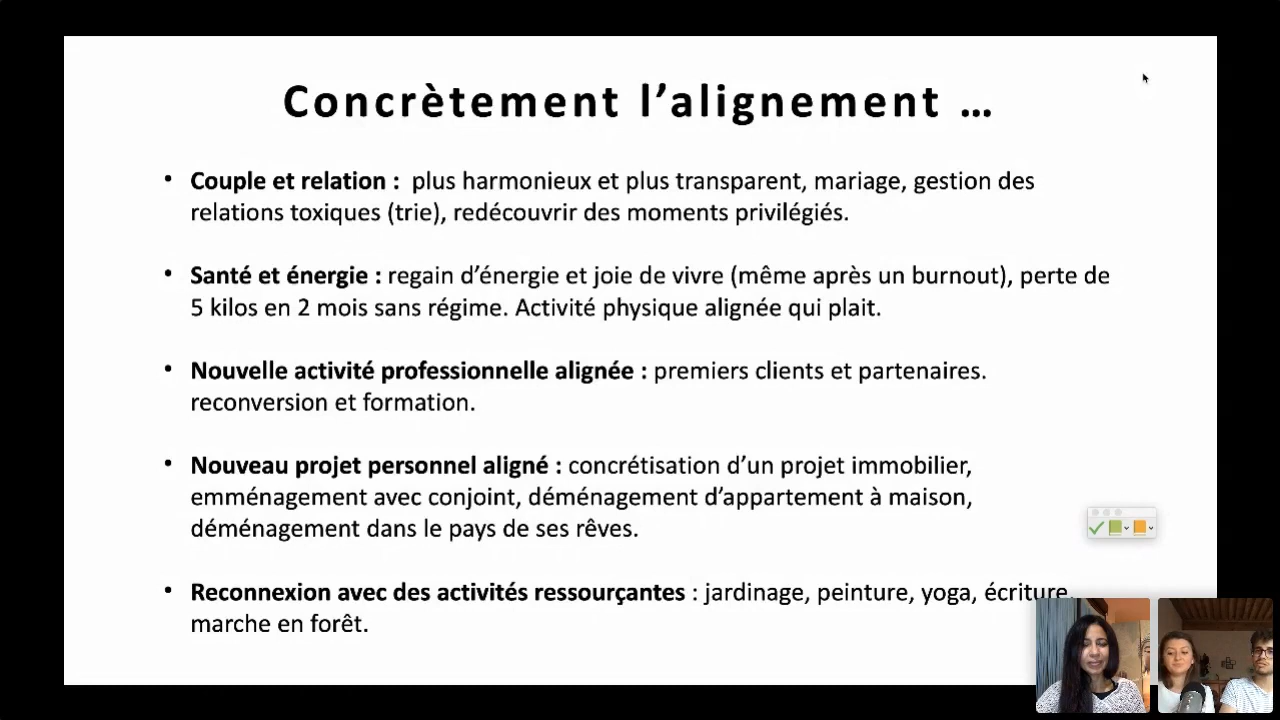 Concrètement l’alignement …
• Couple et relation :  plus harmonieux et plus transparent, mariage, gestion des
relations toxiques (trie), redécouvrir des moments privilégiés.
• Santé et énergie : regain d’énergie et joie de vivre (même après un burnout), perte de
5 kilos en 2 mois sans régime. Activité physique alignée qui plait.
• Nouvelle activité professionnelle alignée : premiers clients et partenaires.
reconversion et formation.
• Nouveau projet personnel aligné : concrétisation d’un projet immobilier,
emménagement avec conjoint, déménagement d’appartement à maison,
déménagement dans le pays de ses rêves.
• Reconnexion avec des activités ressourçantes : jardinage, peinture, yoga, écriture,
marche en forêt.